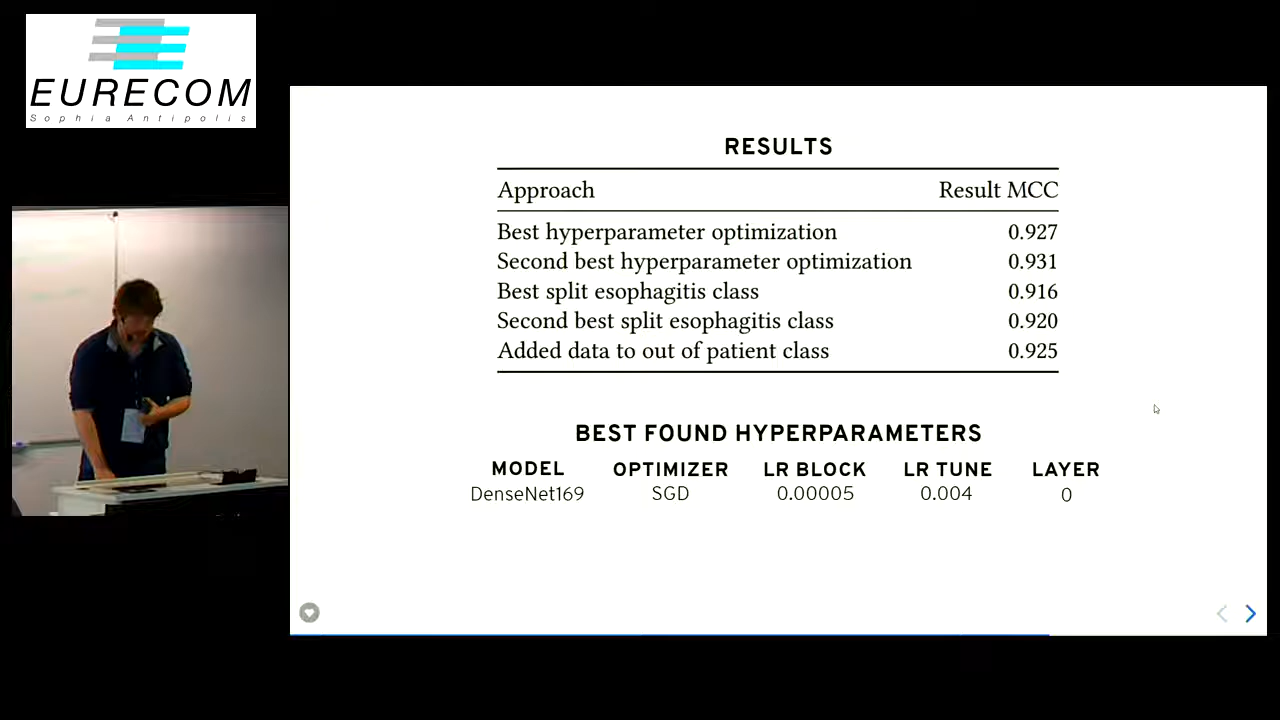 EURECOM
Sophia Antipolis
RESULTS
Approach Result MCC
Best hyperparameter optimization 0.927
Second best hyperparameter optimization 0.931
Best split esophagitis class 0.916
Second best split esophagitis class 0.920
Added data to out of patient class 0.925
BEST FOUND HYPERPARAMETERS
MODEL OPTIMIZER LR BLOCK LR TUNE LAYER
DenseNet169 SGD 0.00005 0.004 0